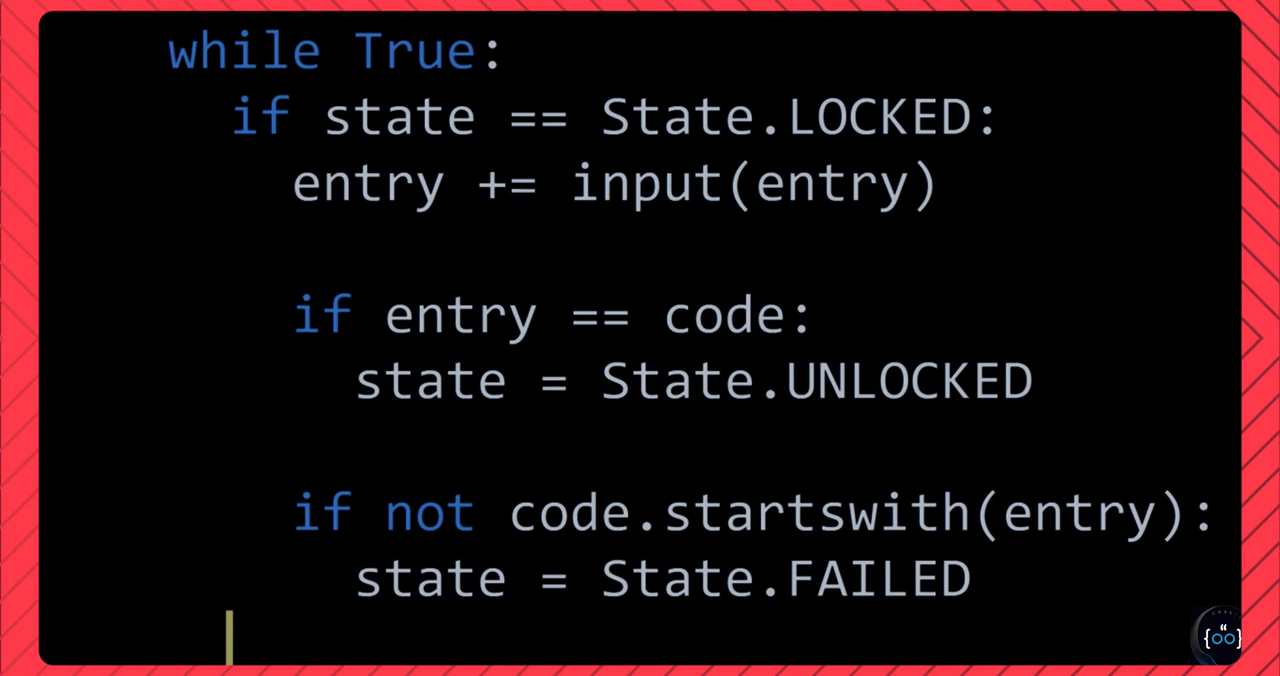 while True:
  if state == State.LOCKED:
    entry += input(entry)

    if entry == code:
      state = State.UNLOCKED

    if not code.startswith(entry):
      state = State.FAILED